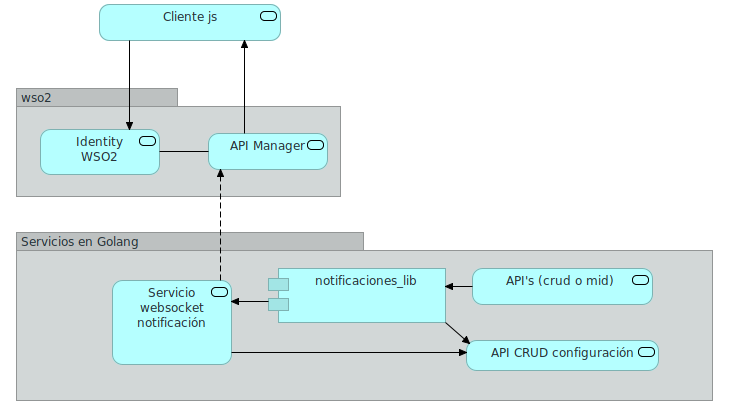 Cliente js
wso2
Identity
WSO2
API Manager
Servicios en Golang
Servicio
websocket
notificación
notificaciones_lib
API's (crud o mid)
API CRUD configuración